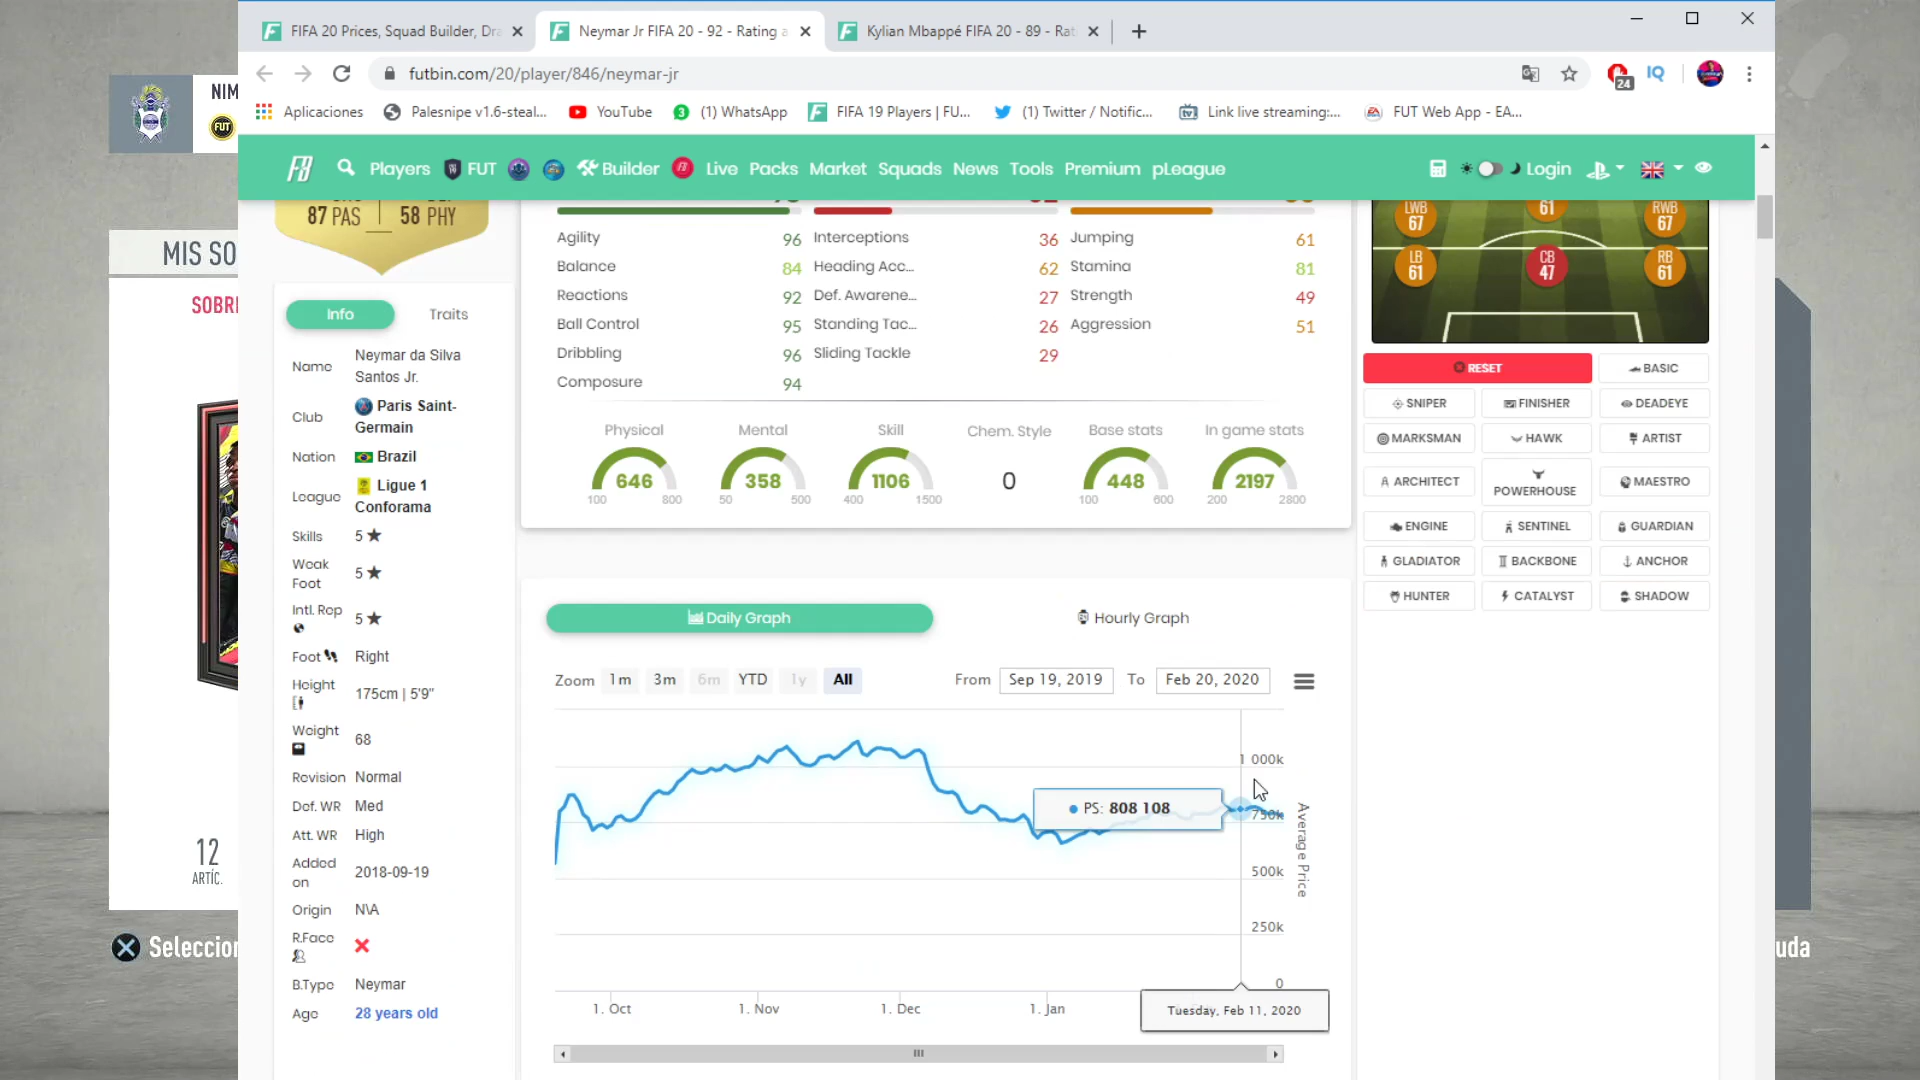 FIFA 20 Prices, Squad Builder, Dra
Neymar Jr FIFA 20 - 92 - Rating a
Kylian Mbappé FIFA 20 - 89 - Rat
futbin.com/20/player/846/neymar-jr
24
IQ
Aplicaciones
Palesnipe v1.6-steal...
YouTube
(1) WhatsApp
FIFA 19 Players | FU...
(1) Twitter / Notific...
Link live streaming:...
FUT Web App - EA...
NIM
FUT
Players
FUT
Builder
Live
Packs
Market
Squads
News
Tools
Premium
pLeague
Login
87 PAS | 58 PHY
MIS SO
SOBRE
12
ARTÍC.
Seleccion
uda
Info
Traits
Name Neymar da Silva
Santos Jr.
Club Paris Saint-
Germain
Nation Brazil
League Ligue 1
Conforama
Skills 5
Weak
Foot 5
Intl. Rep 5
Foot Right
Height 175cm | 5'9"
Weight 68
Revision Normal
Def. WR Med
Att. WR High
Added
on 2018-09-19
Origin N\A
R.Face
B.Type Neymar
Age 28 years old
Agility 96 Interceptions 36 Jumping 61
Balance 84 Heading Acc... 62 Stamina 81
Reactions 92 Def. Awarene... 27 Strength 49
Ball Control 95 Standing Tac... 26 Aggression 51
Dribbling 96 Sliding Tackle 29
Composure 94
Physical Mental Skill Chem. Style Base stats In game stats
646 358 1106 0 448 2197
100 800 50 500 400 1500 100 600 200 2800
LWB
67
61
RWB
67
LB
61
CB
47
RB
61
RESET
BASIC
SNIPER
FINISHER
DEADEYE
MARKSMAN
HAWK
ARTIST
ARCHITECT
POWERHOUSE
MAESTRO
ENGINE
SENTINEL
GUARDIAN
GLADIATOR
BACKBONE
ANCHOR
HUNTER
CATALYST
SHADOW
Daily Graph
Hourly Graph
Zoom 1m 3m 6m YTD 1y All
From Sep 19, 2019 To Feb 20, 2020
1 000k
PS: 808 108
750k
500k
250k
0
Average Price
1. Oct
1. Nov
1. Dec
1. Jan
Tuesday, Feb 11, 2020